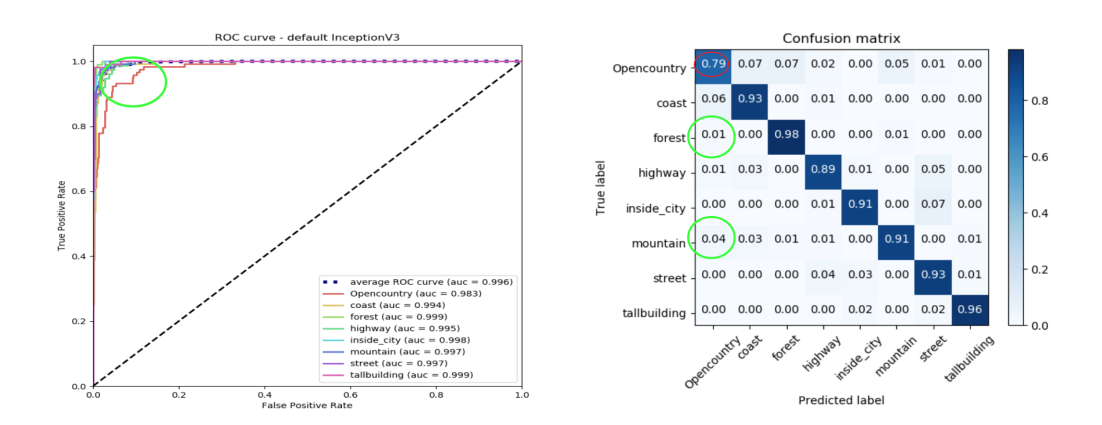 ROC curve - default InceptionV3
1.0
0.8
0.6
0.4
0.2
0.0
True Positive Rate
0.0 0.2 0.4 0.6 0.8 1.0
False Positive Rate
average ROC curve (auc = 0.996)
Opencountry (auc = 0.983)
coast (auc = 0.994)
forest (auc = 0.999)
highway (auc = 0.995)
inside_city (auc = 0.998)
mountain (auc = 0.997)
street (auc = 0.997)
tallbuilding (auc = 0.999)
Confusion matrix
True label
Opencountry 0.79 0.07 0.07 0.02 0.00 0.05 0.01 0.00
coast 0.06 0.93 0.00 0.01 0.00 0.00 0.00 0.00
forest 0.01 0.00 0.98 0.00 0.00 0.01 0.00 0.00
highway 0.01 0.03 0.00 0.89 0.01 0.00 0.05 0.00
inside_city 0.00 0.00 0.00 0.01 0.91 0.00 0.07 0.00
mountain 0.04 0.03 0.01 0.01 0.00 0.91 0.00 0.01
street 0.00 0.00 0.00 0.04 0.03 0.00 0.93 0.01
tallbuilding 0.00 0.00 0.00 0.00 0.02 0.00 0.02 0.96
Opencountry coast forest highway inside_city mountain street tallbuilding
Predicted label
0.8
0.6
0.4
0.2
0.0